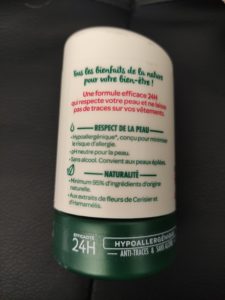 Tous les bienfaits de la nature
pour votre bien-être !
Une formule efficace 24H
qui respecte votre peau et ne laisse
pas de traces sur vos vêtements.
RESPECT DE LA PEAU
• Hypoallergénique*, conçu pour minimiser
le risque d'allergie.
• pH neutre pour la peau.
• Sans alcool. Convient aux peaux épilées.
NATURALITÉ
• Minimum 95% d'ingrédients d'origine
naturelle.
• Aux extraits de fleurs de Cerisier et
d'Hamamélis.
EFFICACITÉ
24H
HYPOALLERGÉNIQUE
ANTI-TRACES & SANS